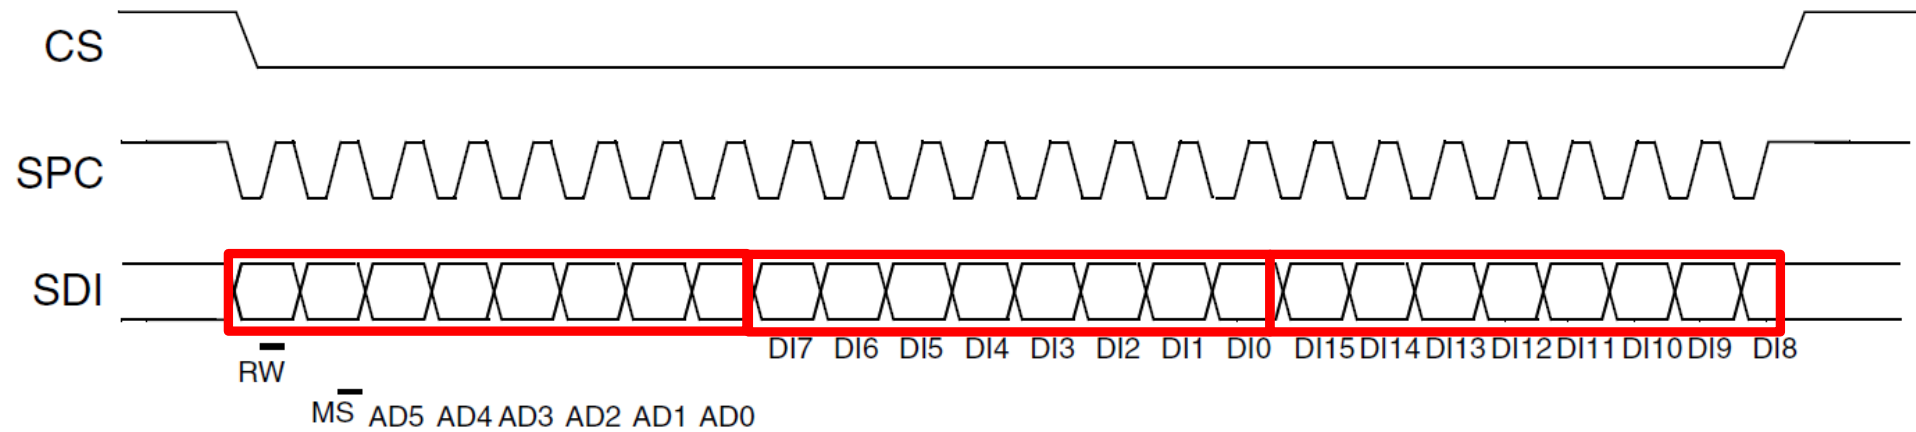 CS
SPC
SDI
DI7 DI6 DI5 DI4 DI3 DI2 DI1 DI0 DI15 DI14 DI13 DI12 DI11 DI10 DI9 DI8
RW
MS AD5 AD4 AD3 AD2 AD1 AD0